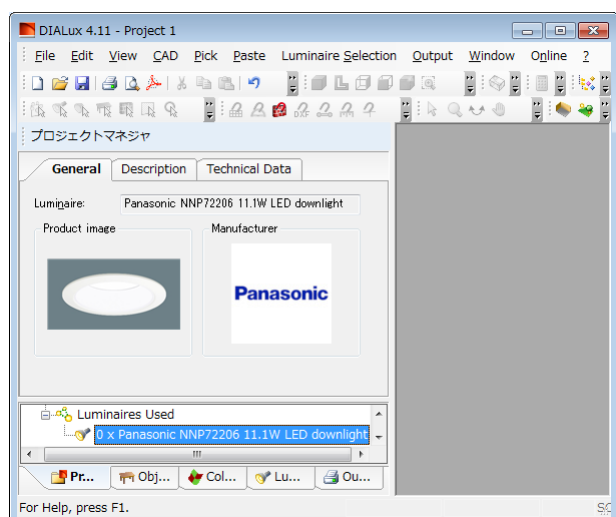 DIALux 4.11 - Project 1
File Edit View CAD Pick Paste Luminaire Selection Output Window Online ?
プロジェクトマネジャ
General Description Technical Data
Luminaire: Panasonic NNP72206 11.1W LED downlight
Product image Manufacturer
Panasonic
Luminaires Used
0 x Panasonic NNP72206 11.1W LED downlight
Pr... Obj... Col... Lu... Ou...
For Help, press F1.